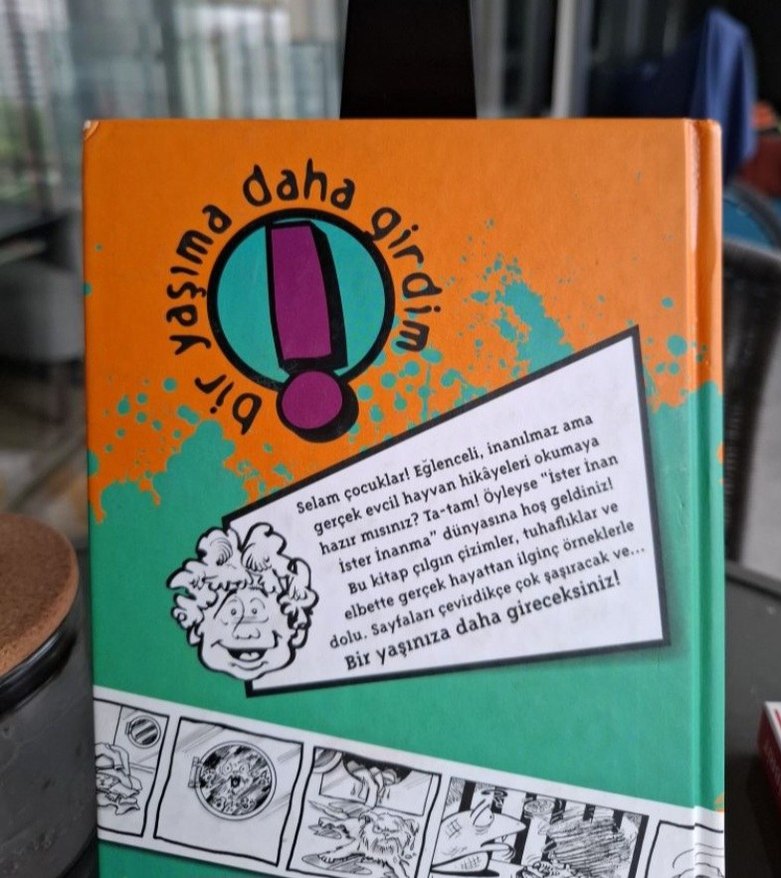 bir yaşıma daha girdim
Selam çocuklar! Eğlenceli, inanılmaz ama
gerçek evcil hayvan hikâyeleri okumaya
hazır mısınız? Ta-tam! Öyleyse "İster İnan
İster İnanma" dünyasına hoş geldiniz!
Bu kitap çılgın çizimler, tuhaflıklar ve
elbette gerçek hayattan ilginç örneklerle
dolu. Sayfaları çevirdikçe çok şaşıracak ve...
Bir yaşınıza daha gireceksiniz!